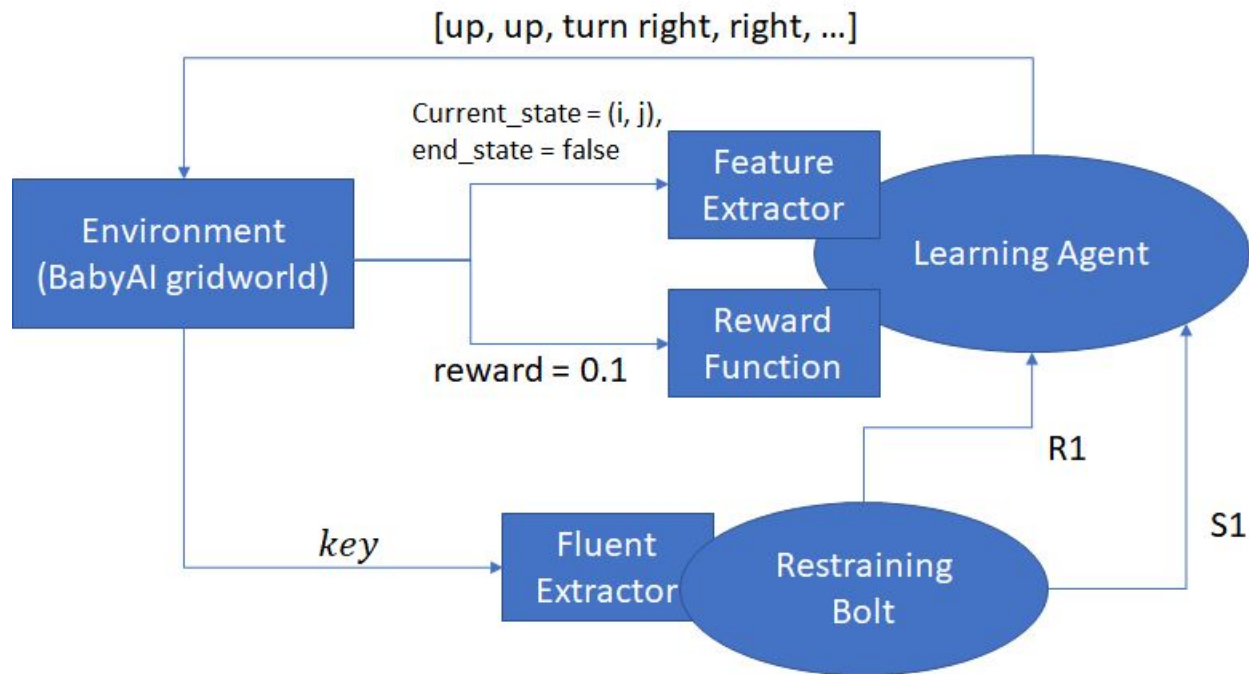 [up, up, turn right, right, ...]
Current_state = (i, j),
end_state = false
Feature
Extractor
Environment
(BabyAI gridworld)
Learning Agent
Reward
Function
reward = 0.1
R1
S1
key
Fluent
Extractor
Restraining
Bolt